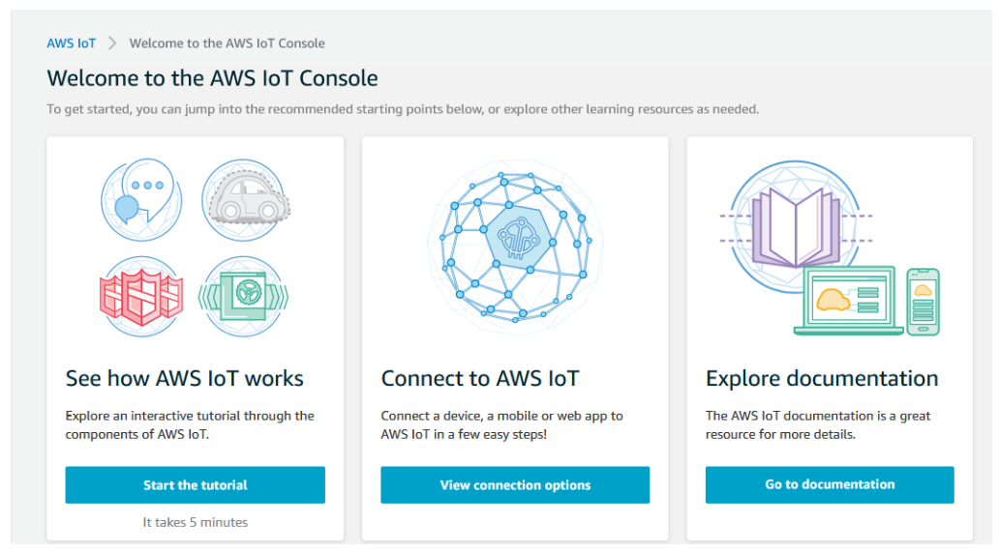 AWS IoT > Welcome to the AWS IoT Console
Welcome to the AWS IoT Console
To get started, you can jump into the recommended starting points below, or explore other learning resources as needed.
See how AWS IoT works
Explore an interactive tutorial through the
components of AWS IoT.
Start the tutorial
It takes 5 minutes
Connect to AWS IoT
Connect a device, a mobile or web app to
AWS IoT in a few easy steps!
View connection options
Explore documentation
The AWS IoT documentation is a great
resource for more details.
Go to documentation